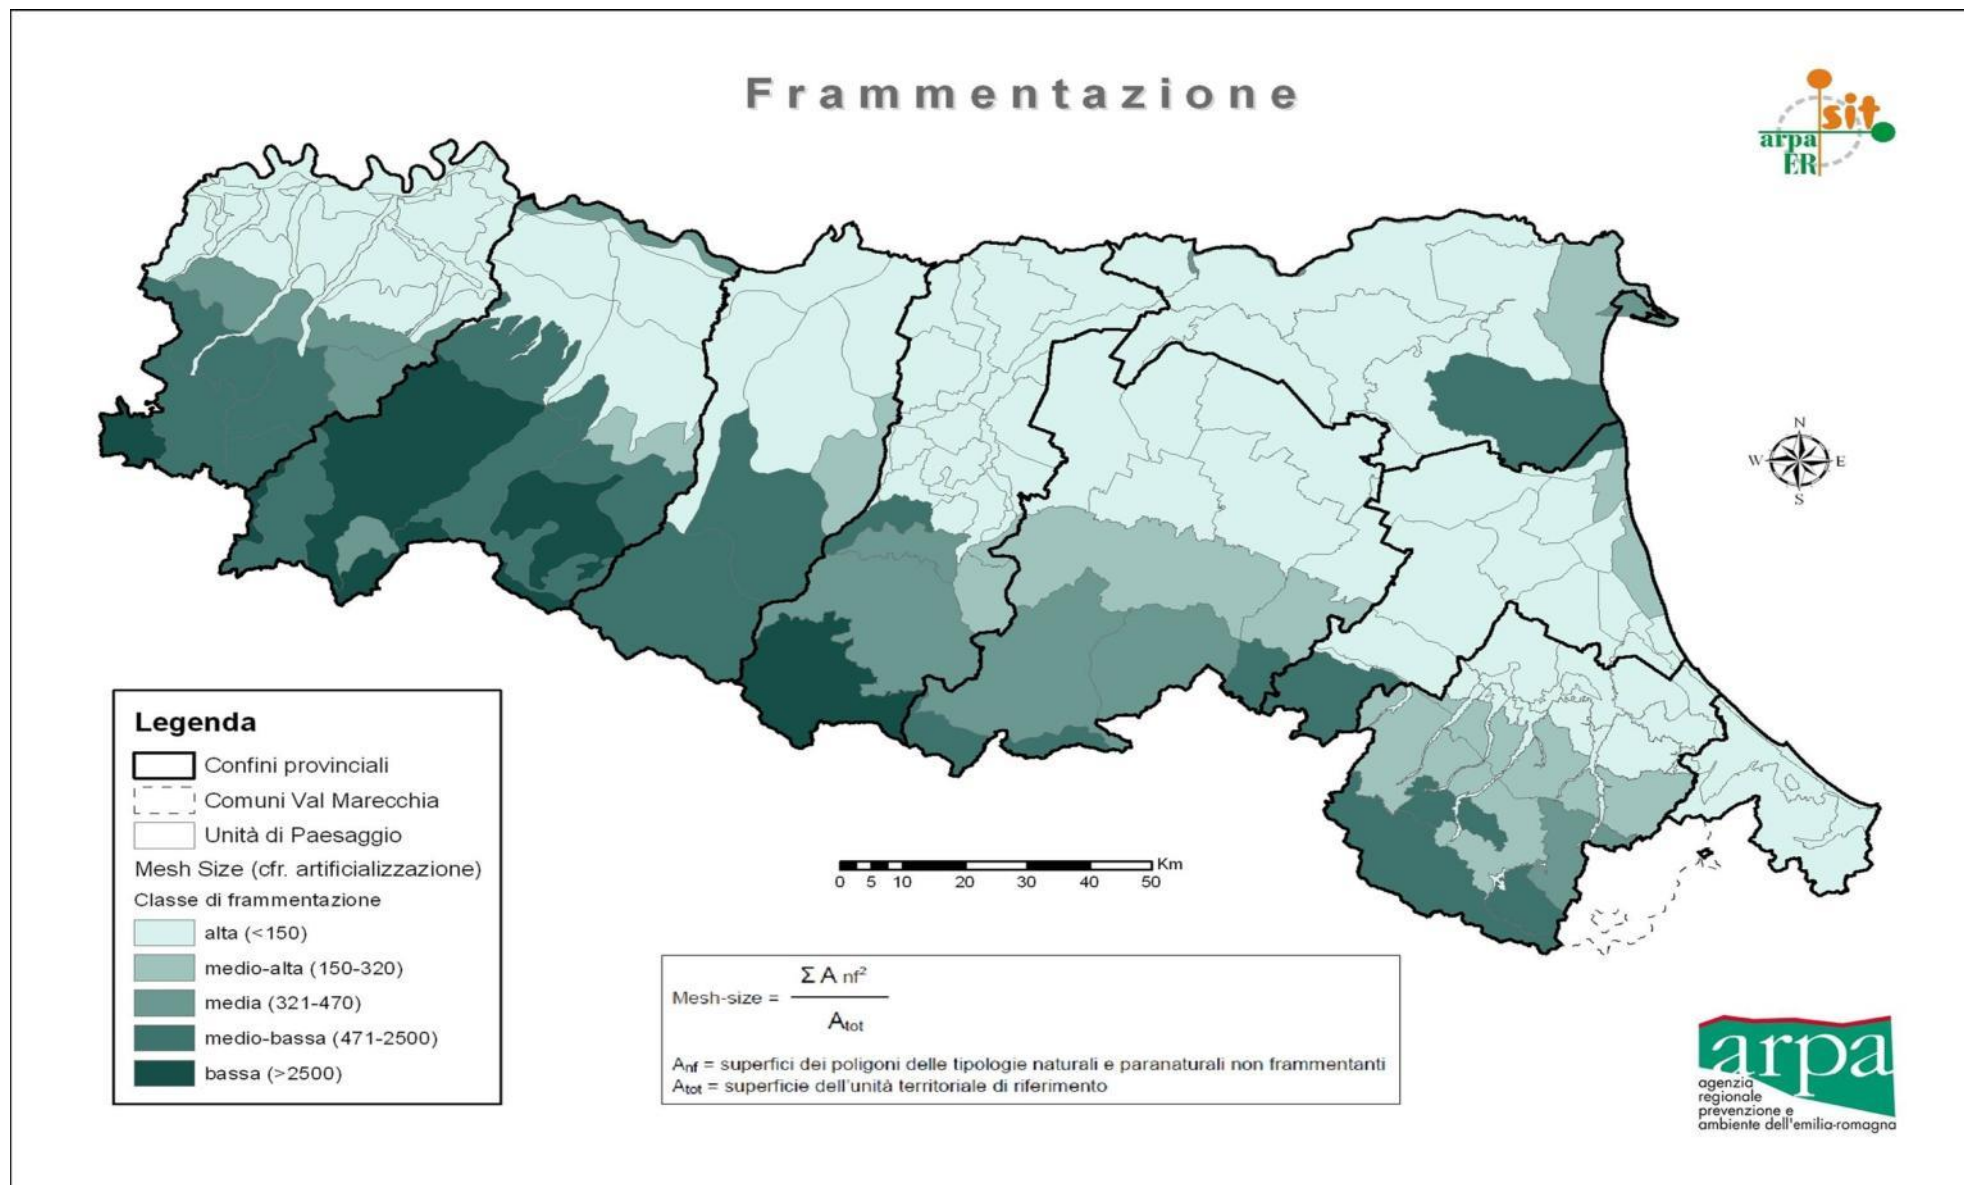 Frammentazione
sit
arpa
ER
N
W E
S
Legenda
Confini provinciali
Comuni Val Marecchia
Unità di Paesaggio
Mesh Size (cfr. artificializzazione)
Classe di frammentazione
alta (<150)
medio-alta (150-320)
media (321-470)
medio-bassa (471-2500)
bassa (>2500)
Km
0 5 10 20 30 40 50
Mesh-size = Σ A nf² / Atot
Anf = superfici dei poligoni delle tipologie naturali e paranaturali non frammentanti
Atot = superficie dell'unità territoriale di riferimento
arpa
agenzia
regionale
prevenzione e
ambiente dell'emilia-romagna